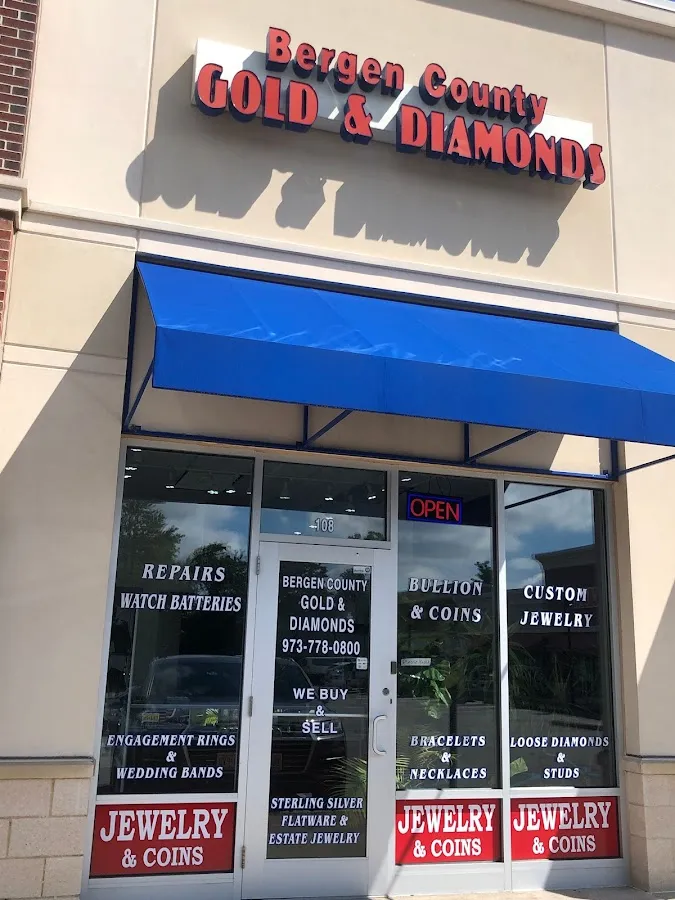 Bergen County
GOLD & DIAMONDS
108
OPEN
REPAIRS
WATCH BATTERIES
ENGAGEMENT RINGS
&
WEDDING BANDS
JEWELRY
& COINS
BERGEN COUNTY
GOLD &
DIAMONDS
973-778-0800
WE BUY
&
SELL
STERLING SILVER
FLATWARE &
ESTATE JEWELRY
BULLION
& COINS
BRACELETS
&
NECKLACES
JEWELRY
& COINS
CUSTOM
JEWELRY
LOOSE DIAMONDS
&
STUDS
JEWELRY
& COINS